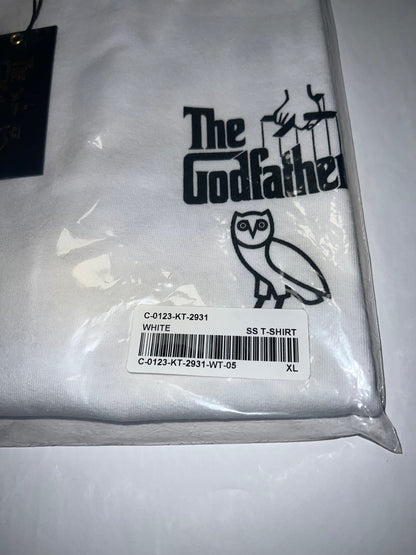 The
Godfather
C-0123-KT-2931
WHITE SS T-SHIRT
C-0123-KT-2931-WT-05
XL